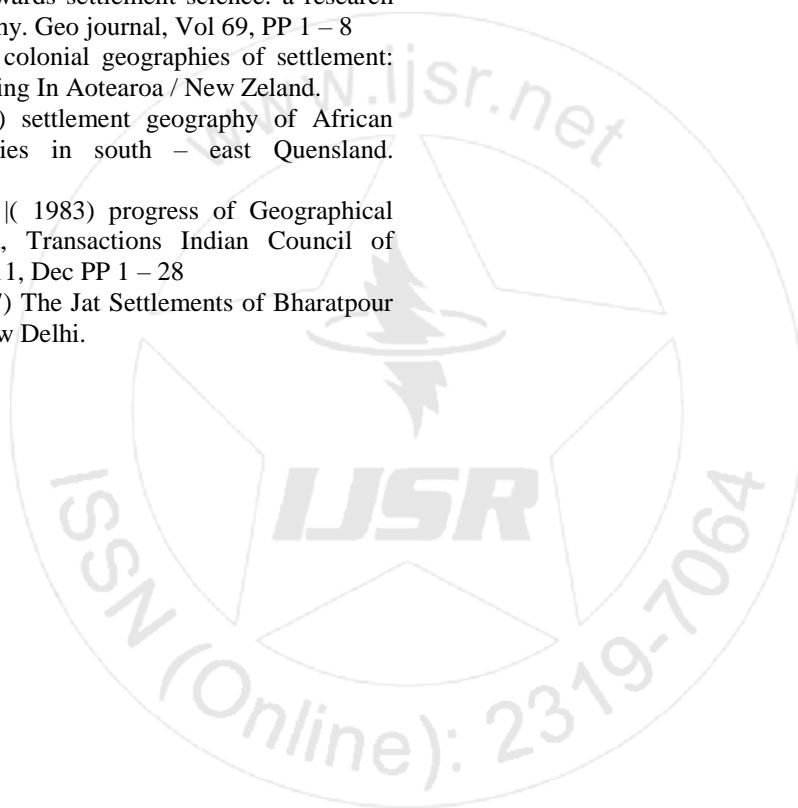 wards settlement science: a research
ny. Geo journal, Vol 69, PP 1 – 8
colonial geographies of settlement:
ing In Aotearoa / New Zeland.
) settlement geography of African
ies in south – east Quensland.
|( 1983) progress of Geographical
, Transactions Indian Council of
1, Dec PP 1 – 28
) The Jat Settlements of Bharatpour
w Delhi.
www.ijsr.net
IJSR
ISSN (Online): 2319-7064